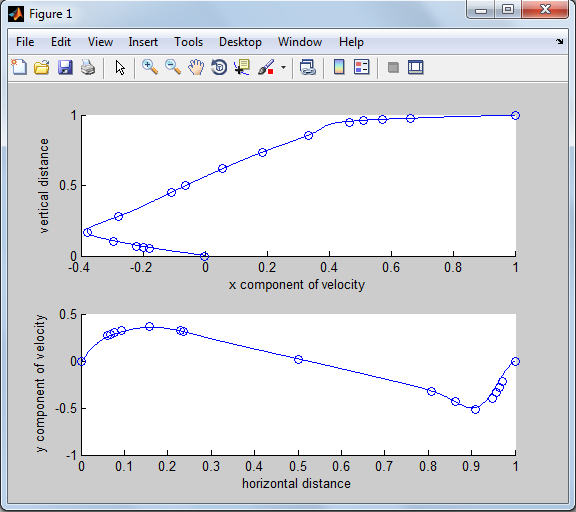 Figure 1
File Edit View Insert Tools Desktop Window Help
1
0.5
0
vertical distance
-0.4 -0.2 0 0.2 0.4 0.6 0.8 1
x component of velocity
0.5
0
-0.5
-1
y component of velocity
0 0.1 0.2 0.3 0.4 0.5 0.6 0.7 0.8 0.9 1
horizontal distance